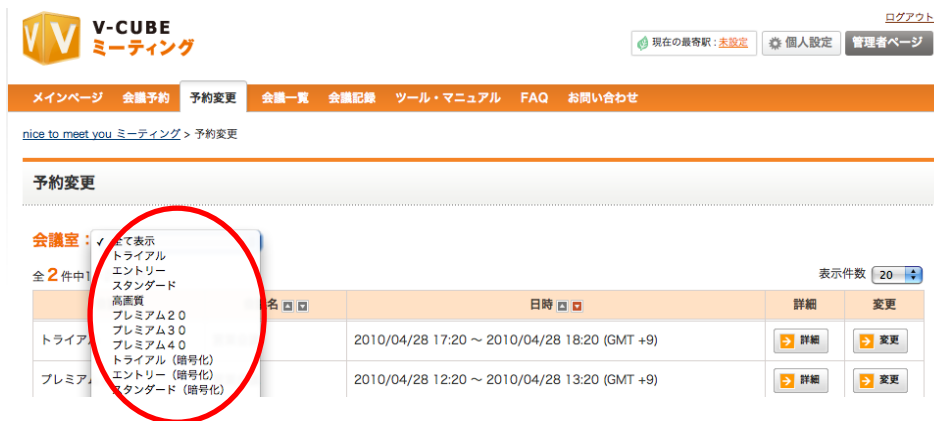 ログアウト
V-CUBE
ミーティング
現在の最寄駅 : 未設定
個人設定
管理者ページ
メインページ 会議予約 予約変更 会議一覧 会議記録 ツール・マニュアル FAQ お問い合わせ
nice to meet you ミーティング > 予約変更
予約変更
会議室：
✓ 全て表示
トライアル
エントリー
スタンダード
高画質
プレミアム２０
プレミアム３０
プレミアム４０
トライアル（暗号化）
エントリー（暗号化）
スタンダード（暗号化）
全 2 件中1
表示件数 20
名 日時 詳細 変更
トライア 2010/04/28 17:20 ～ 2010/04/28 18:20 (GMT +9) 詳細 変更
プレミア 2010/04/28 12:20 ～ 2010/04/28 13:20 (GMT +9) 詳細 変更